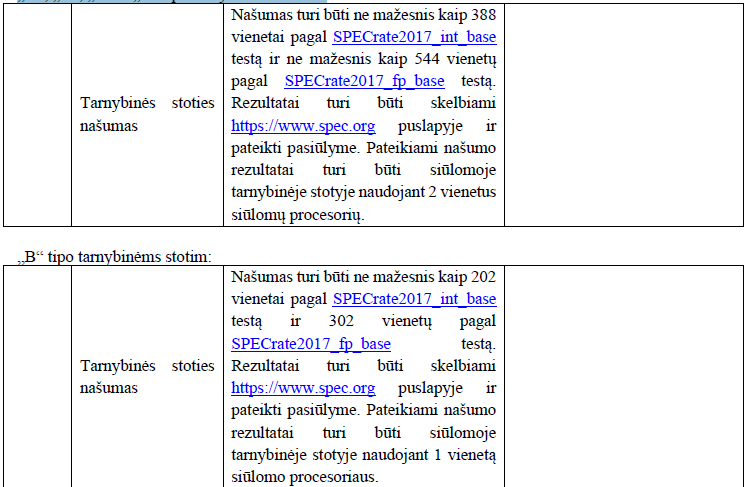 Našumas turi būti ne mažesnis kaip 388
vienetai pagal SPECrate2017_int_base
testą ir ne mažesnis kaip 544 vienetų
pagal SPECrate2017_fp_base testą.
Tarnybinės stoties
našumas
Rezultatai turi būti skelbiami
https://www.spec.org puslapyje ir
pateikti pasiūlyme. Pateikiami našumo
rezultatai turi būti siūlomoje
tarnybinėje stotyje naudojant 2 vienetus
siūlomų procesorių.
„B“ tipo tarnybinėms stotim:
Našumas turi būti ne mažesnis kaip 202
vienetai pagal SPECrate2017_int_base
testą ir 302 vienetų pagal
SPECrate2017_fp_base testą.
Tarnybinės stoties
našumas
Rezultatai turi būti skelbiami
https://www.spec.org puslapyje ir
pateikti pasiūlyme. Pateikiami našumo
rezultatai turi būti siūlomoje
tarnybinėje stotyje naudojant 1 vienetą
siūlomo procesoriaus.